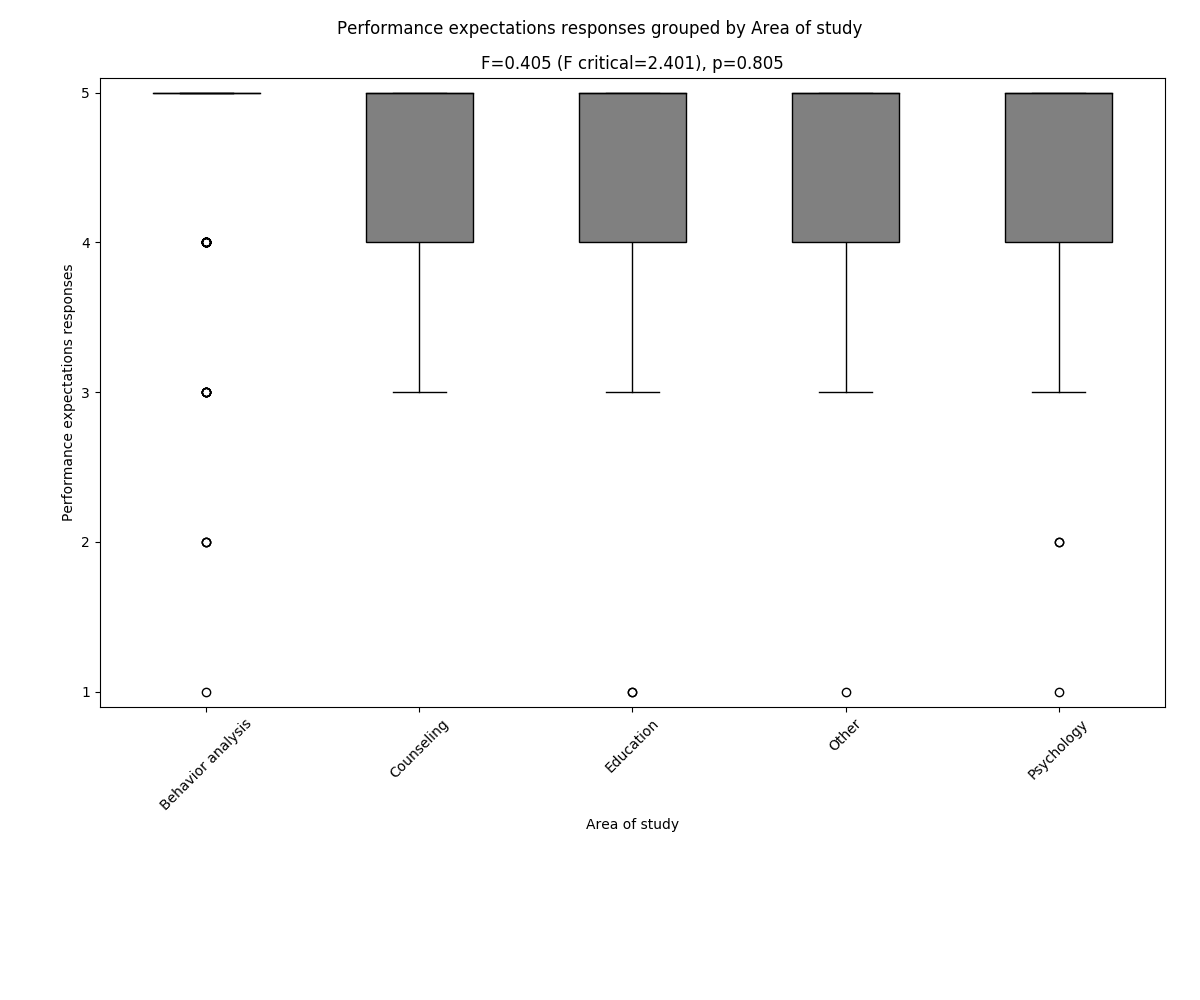 Performance expectations responses grouped by Area of study
F=0.405 (F critical=2.401), p=0.805
5
4
3
2
1
Performance expectations responses
Behavior analysis
Counseling
Education
Other
Psychology
Area of study